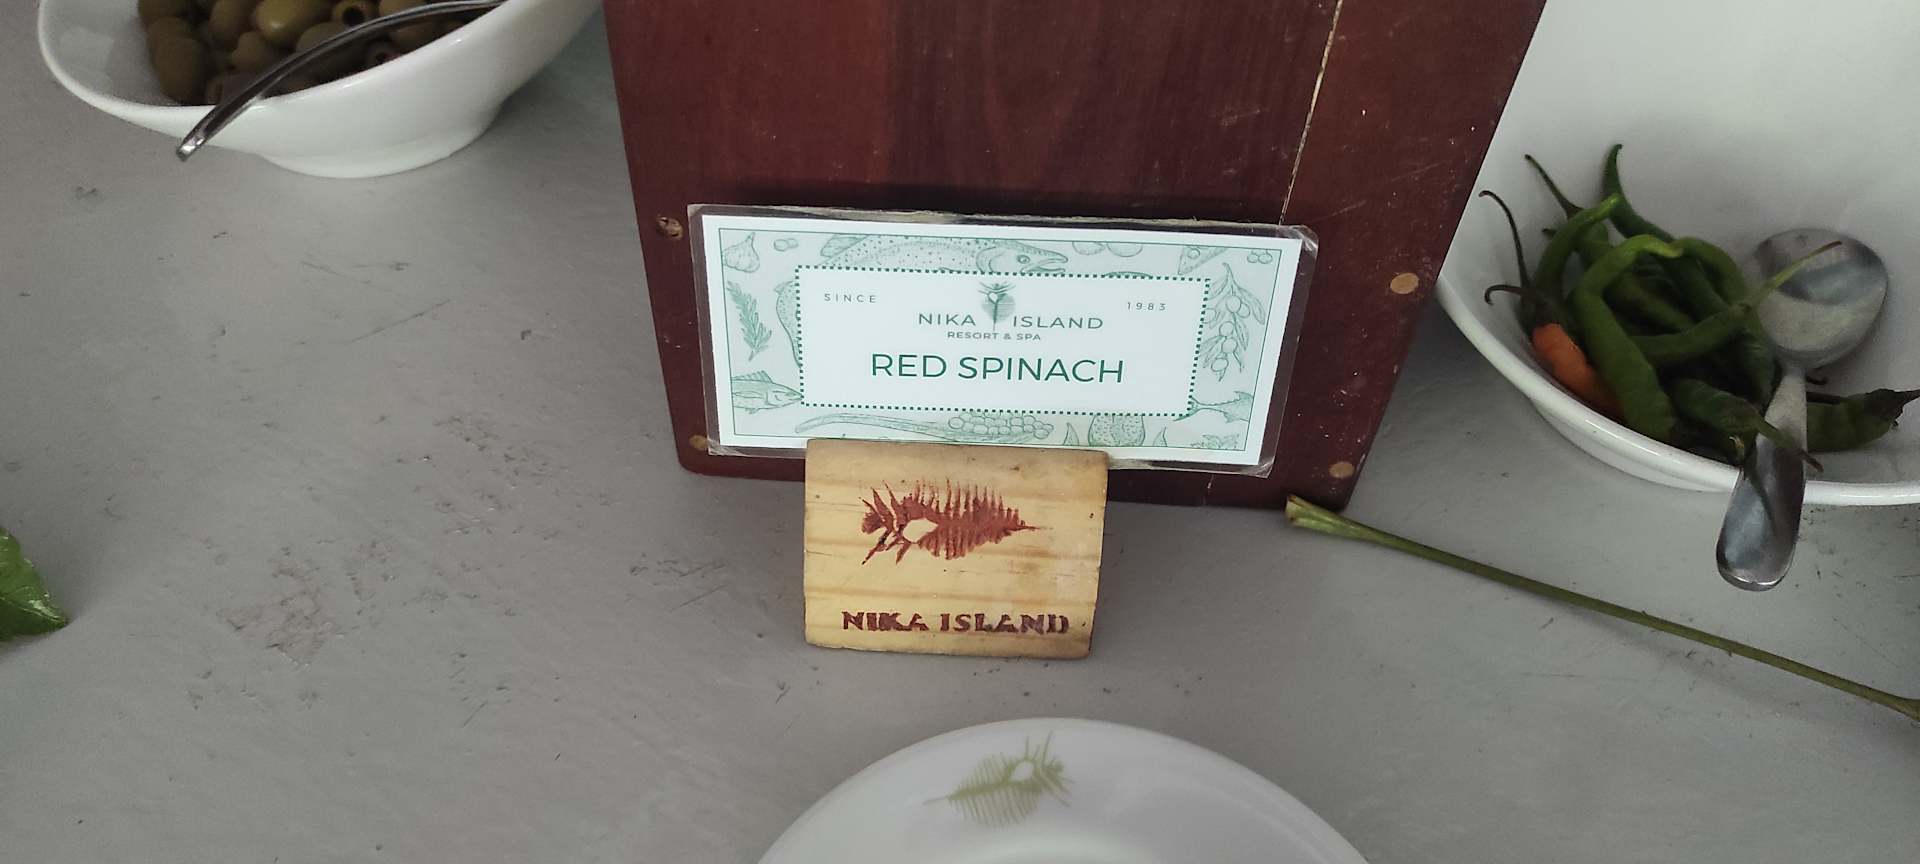 SINCE 1983
NIKA ISLAND
RESORT & SPA
RED SPINACH
NIKA ISLAND